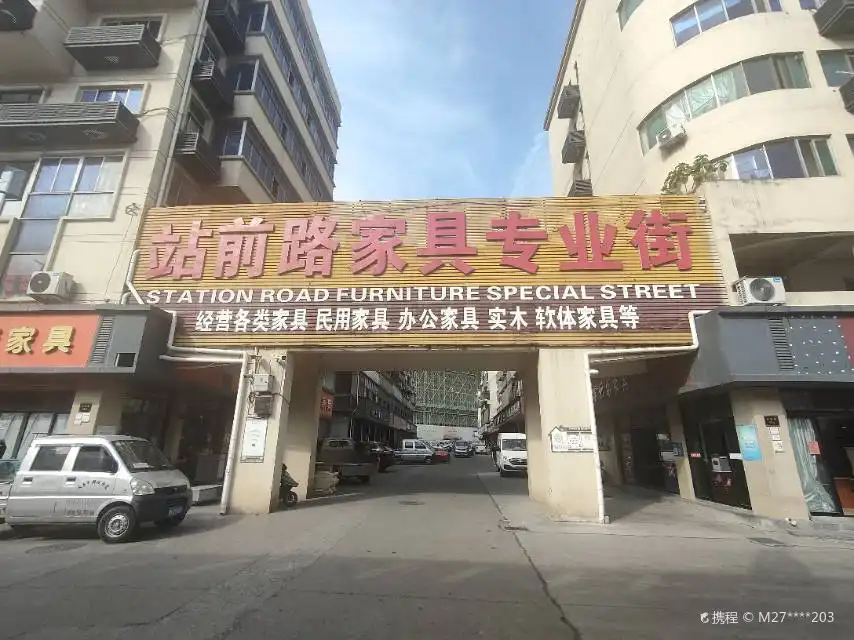 站前路家具专业街
STATION ROAD FURNITURE SPECIAL STREET
经营各类家具 民用家具 办公家具 实木 软体家具等
家具
携程 © M27****203